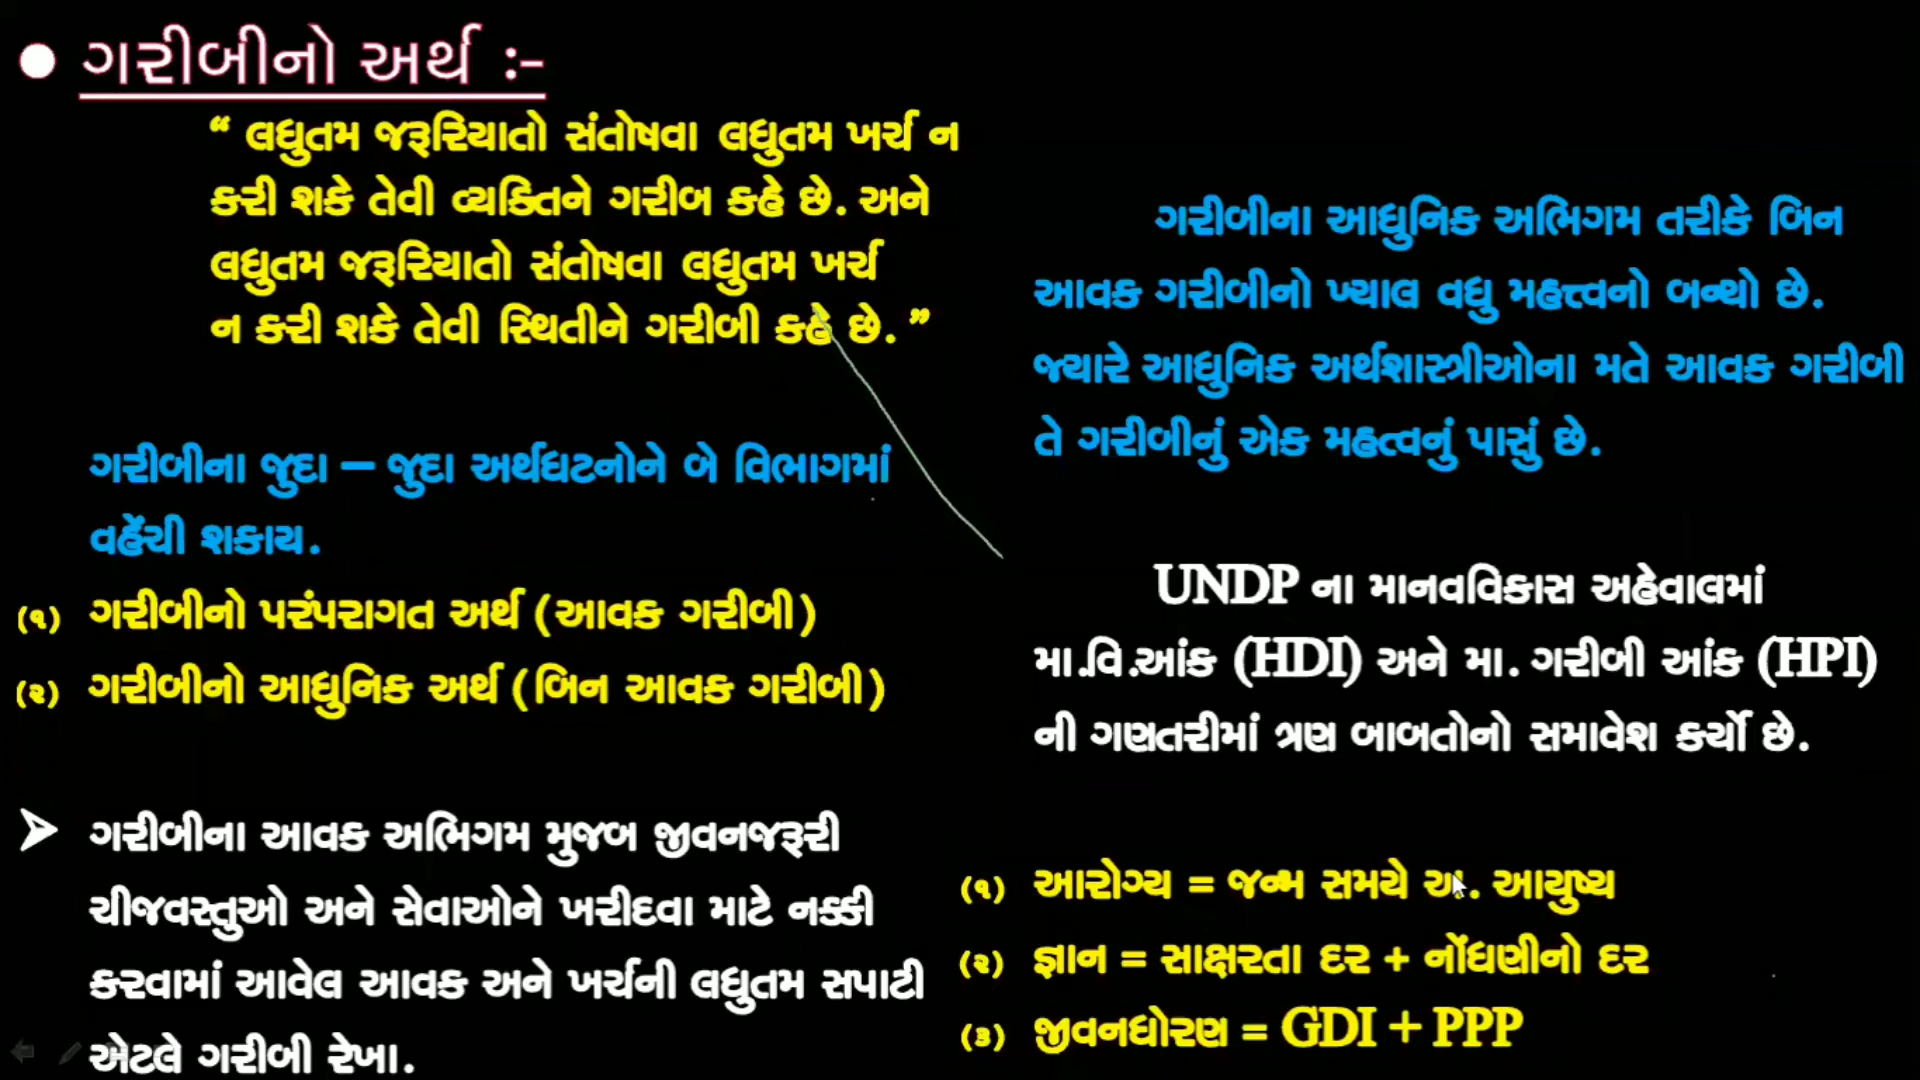 ● ગરીબીનો અર્થ :-
“ લઘુતમ જરૂરિયાતો સંતોષવા લઘુતમ ખર્ચ ન
કરી શકે તેવી વ્યક્તિને ગરીબ કહે છે. અને
લઘુતમ જરૂરિયાતો સંતોષવા લઘુતમ ખર્ચ
ન કરી શકે તેવી સ્થિતીને ગરીબી કહે છે. ”
ગરીબીના જુદા – જુદા અર્થઘટનોને બે વિભાગમાં
વહેંચી શકાય.
(૧) ગરીબીનો પરંપરાગત અર્થ (આવક ગરીબી)
(૨) ગરીબીનો આધુનિક અર્થ (બિન આવક ગરીબી)
➢ ગરીબીના આવક અભિગમ મુજબ જીવનજરૂરી
ચીજવસ્તુઓ અને સેવાઓને ખરીદવા માટે નક્કી
કરવામાં આવેલ આવક અને ખર્ચની લઘુતમ સપાટી
એટલે ગરીબી રેખા.
ગરીબીના આધુનિક અભિગમ તરીકે બિન
આવક ગરીબીનો ખ્યાલ વધુ મહત્ત્વનો બન્યો છે.
જ્યારે આધુનિક અર્થશાસ્ત્રીઓના મતે આવક ગરીબી
તે ગરીબીનું એક મહત્વનું પાસું છે.
UNDP ના માનવવિકાસ અહેવાલમાં
મા.વિ.આંક (HDI) અને મા. ગરીબી આંક (HPI)
ની ગણતરીમાં ત્રણ બાબતોનો સમાવેશ કર્યો છે.
(૧) આરોગ્ય = જન્મ સમયે અ. આયુષ્ય
(૨) જ્ઞાન = સાક્ષરતા દર + નોંધણીનો દર
(૩) જીવનધોરણ = GDI + PPP